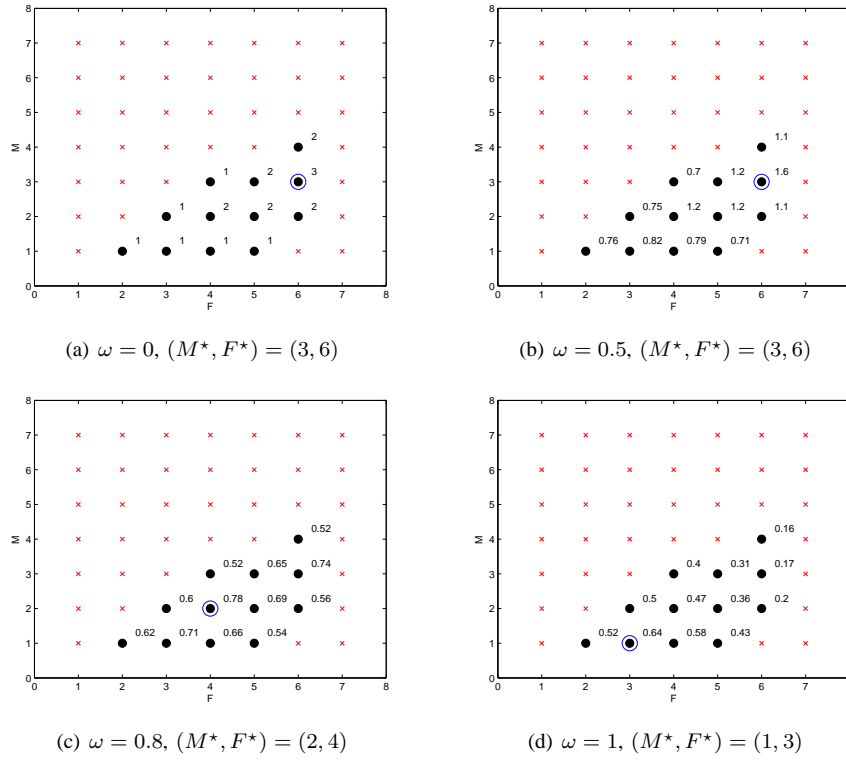 8
7
6
5
4
3
2
1
0
M
2
1 2 3
1 2 2 2
1 1 1 1
0 1 2 3 4 5 6 7 8
F
(a) ω = 0, (M⋆, F⋆) = (3, 6)
8
7
6
5
4
3
2
1
0
M
1.1
0.7 1.2 1.6
0.75 1.2 1.2 1.1
0.76 0.82 0.79 0.71
0 1 2 3 4 5 6 7
F
(b) ω = 0.5, (M⋆, F⋆) = (3, 6)
8
7
6
5
4
3
2
1
0
M
0.52
0.52 0.65 0.74
0.6 0.78 0.69 0.56
0.62 0.71 0.66 0.54
0 1 2 3 4 5 6 7 8
F
(c) ω = 0.8, (M⋆, F⋆) = (2, 4)
8
7
6
5
4
3
2
1
0
M
0.16
0.4 0.31 0.17
0.5 0.47 0.36 0.2
0.52 0.64 0.58 0.43
0 1 2 3 4 5 6 7
F
(d) ω = 1, (M⋆, F⋆) = (1, 3)